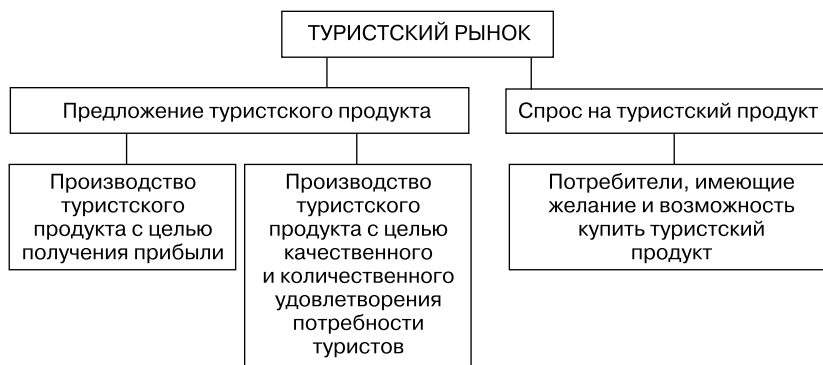 ТУРИСТСКИЙ РЫНОК
Предложение туристского продукта
Спрос на туристский продукт
Производство
туристского
продукта с целью
получения прибыли
Производство
туристского
продукта с целью
качественного
и количественного
удовлетворения
потребности
туристов
Потребители, имеющие
желание и возможность
купить туристский
продукт